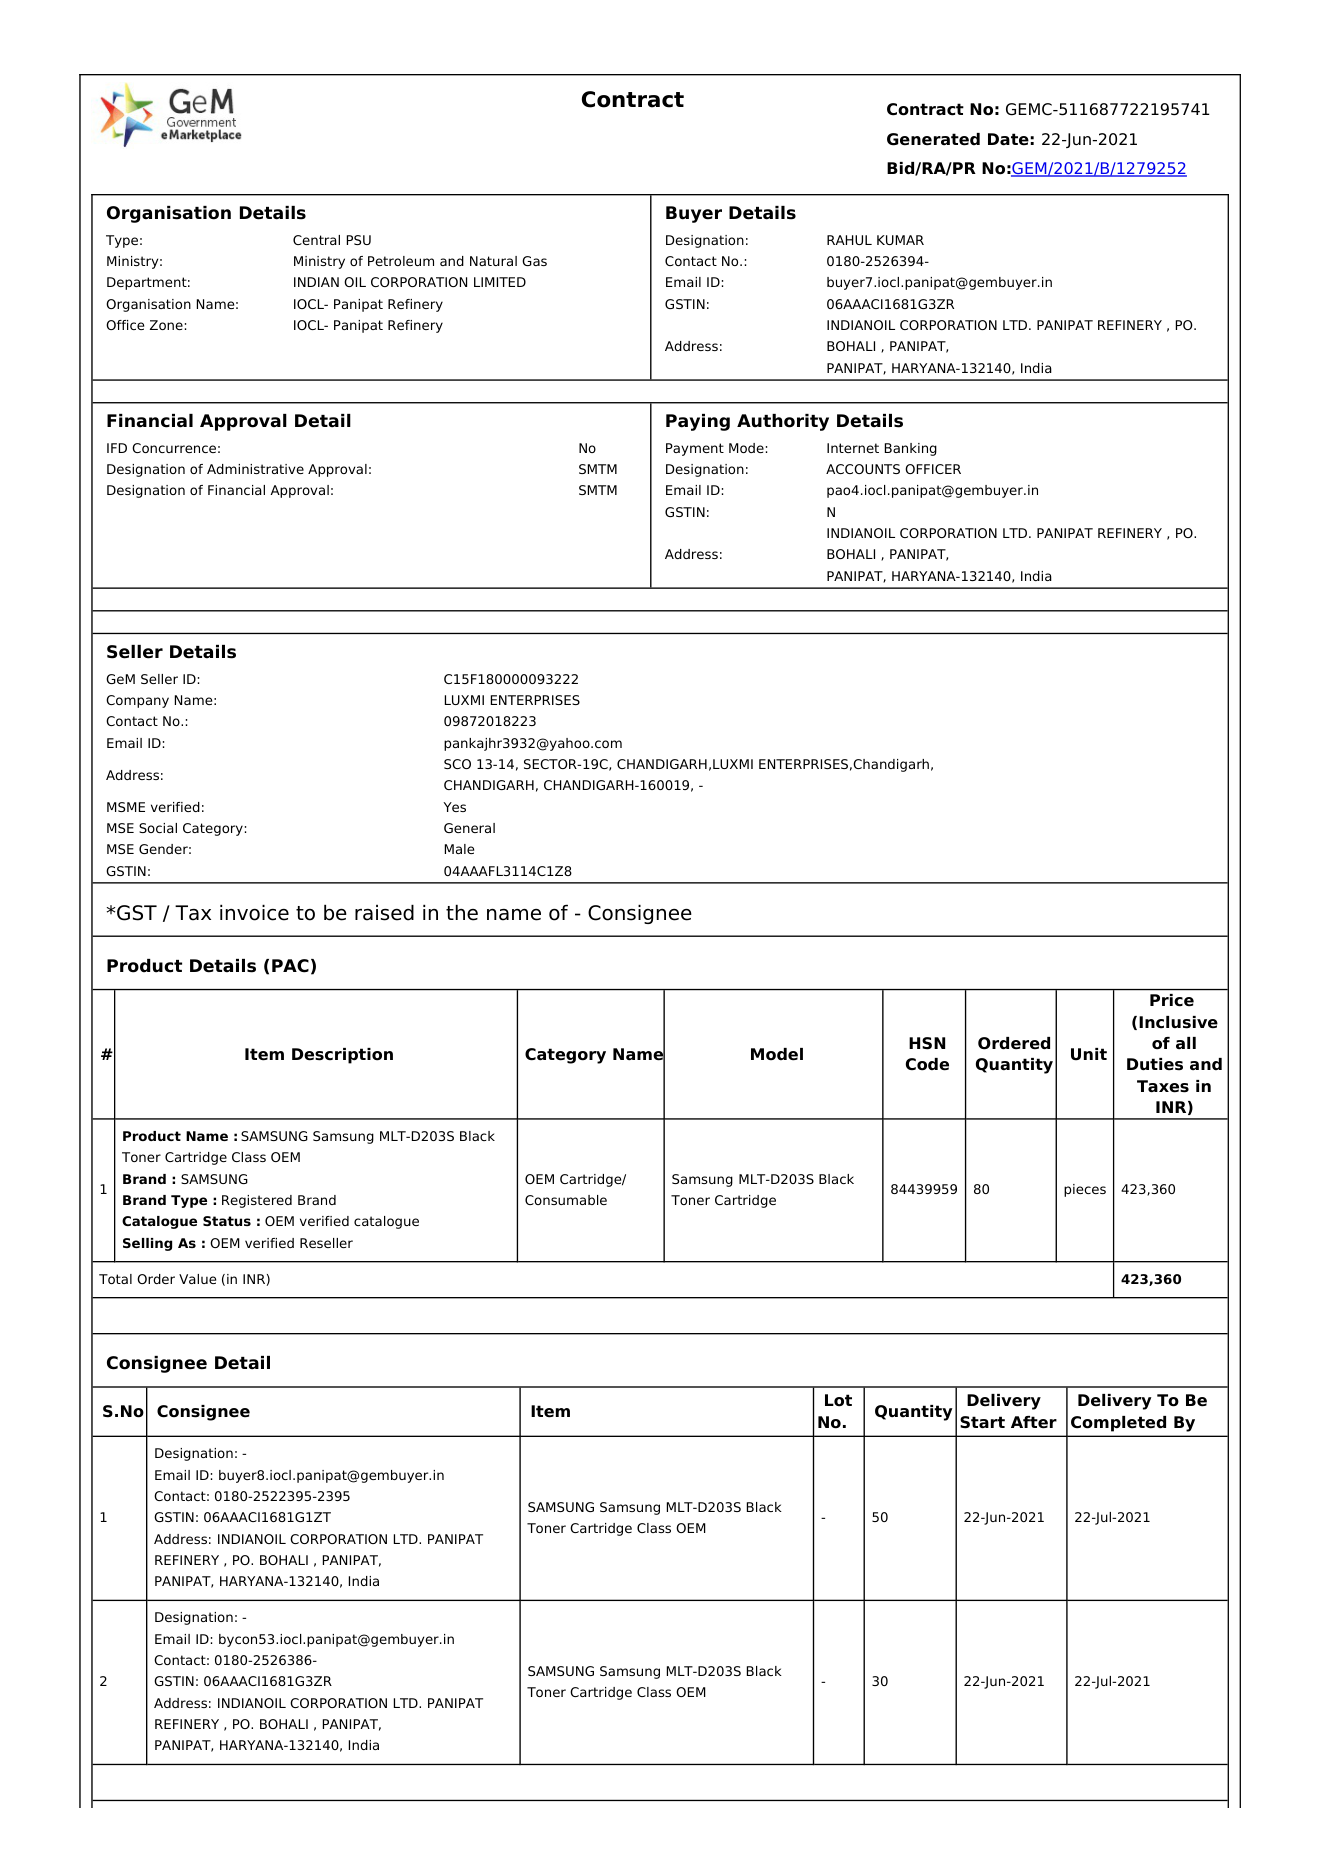 GeM
Government
eMarketplace
Contract
Contract No: GEMC-511687722195741
Generated Date: 22-Jun-2021
Bid/RA/PR No:GEM/2021/B/1279252
Organisation Details
Type: Central PSU
Ministry: Ministry of Petroleum and Natural Gas
Department: INDIAN OIL CORPORATION LIMITED
Organisation Name: IOCL- Panipat Refinery
Office Zone: IOCL- Panipat Refinery
Buyer Details
Designation: RAHUL KUMAR
Contact No.: 0180-2526394-
Email ID: buyer7.iocl.panipat@gembuyer.in
GSTIN: 06AAACI1681G3ZR
Address: INDIANOIL CORPORATION LTD. PANIPAT REFINERY , PO.
BOHALI , PANIPAT,
PANIPAT, HARYANA-132140, India
Financial Approval Detail
IFD Concurrence: No
Designation of Administrative Approval: SMTM
Designation of Financial Approval: SMTM
Paying Authority Details
Payment Mode: Internet Banking
Designation: ACCOUNTS OFFICER
Email ID: pao4.iocl.panipat@gembuyer.in
GSTIN: N
Address: INDIANOIL CORPORATION LTD. PANIPAT REFINERY , PO.
BOHALI , PANIPAT,
PANIPAT, HARYANA-132140, India
Seller Details
GeM Seller ID: C15F180000093222
Company Name: LUXMI ENTERPRISES
Contact No.: 09872018223
Email ID: pankajhr3932@yahoo.com
Address: SCO 13-14, SECTOR-19C, CHANDIGARH,LUXMI ENTERPRISES,Chandigarh,
CHANDIGARH, CHANDIGARH-160019, -
MSME verified: Yes
MSE Social Category: General
MSE Gender: Male
GSTIN: 04AAAFL3114C1Z8
*GST / Tax invoice to be raised in the name of - Consignee
Product Details (PAC)
#
Item Description
Category Name
Model
HSN
Code
Ordered
Quantity
Unit
Price
(Inclusive
of all
Duties and
Taxes in
INR)
1
Product Name : SAMSUNG Samsung MLT-D203S Black
Toner Cartridge Class OEM
Brand : SAMSUNG
Brand Type : Registered Brand
Catalogue Status : OEM verified catalogue
Selling As : OEM verified Reseller
OEM Cartridge/
Consumable
Samsung MLT-D203S Black
Toner Cartridge
84439959
80
pieces
423,360
Total Order Value (in INR) 423,360
Consignee Detail
S.No
Consignee
Item
Lot
No.
Quantity
Delivery
Start After
Delivery To Be
Completed By
1
Designation: -
Email ID: buyer8.iocl.panipat@gembuyer.in
Contact: 0180-2522395-2395
GSTIN: 06AAACI1681G1ZT
Address: INDIANOIL CORPORATION LTD. PANIPAT
REFINERY , PO. BOHALI , PANIPAT,
PANIPAT, HARYANA-132140, India
SAMSUNG Samsung MLT-D203S Black
Toner Cartridge Class OEM
-
50
22-Jun-2021
22-Jul-2021
2
Designation: -
Email ID: bycon53.iocl.panipat@gembuyer.in
Contact: 0180-2526386-
GSTIN: 06AAACI1681G3ZR
Address: INDIANOIL CORPORATION LTD. PANIPAT
REFINERY , PO. BOHALI , PANIPAT,
PANIPAT, HARYANA-132140, India
SAMSUNG Samsung MLT-D203S Black
Toner Cartridge Class OEM
-
30
22-Jun-2021
22-Jul-2021